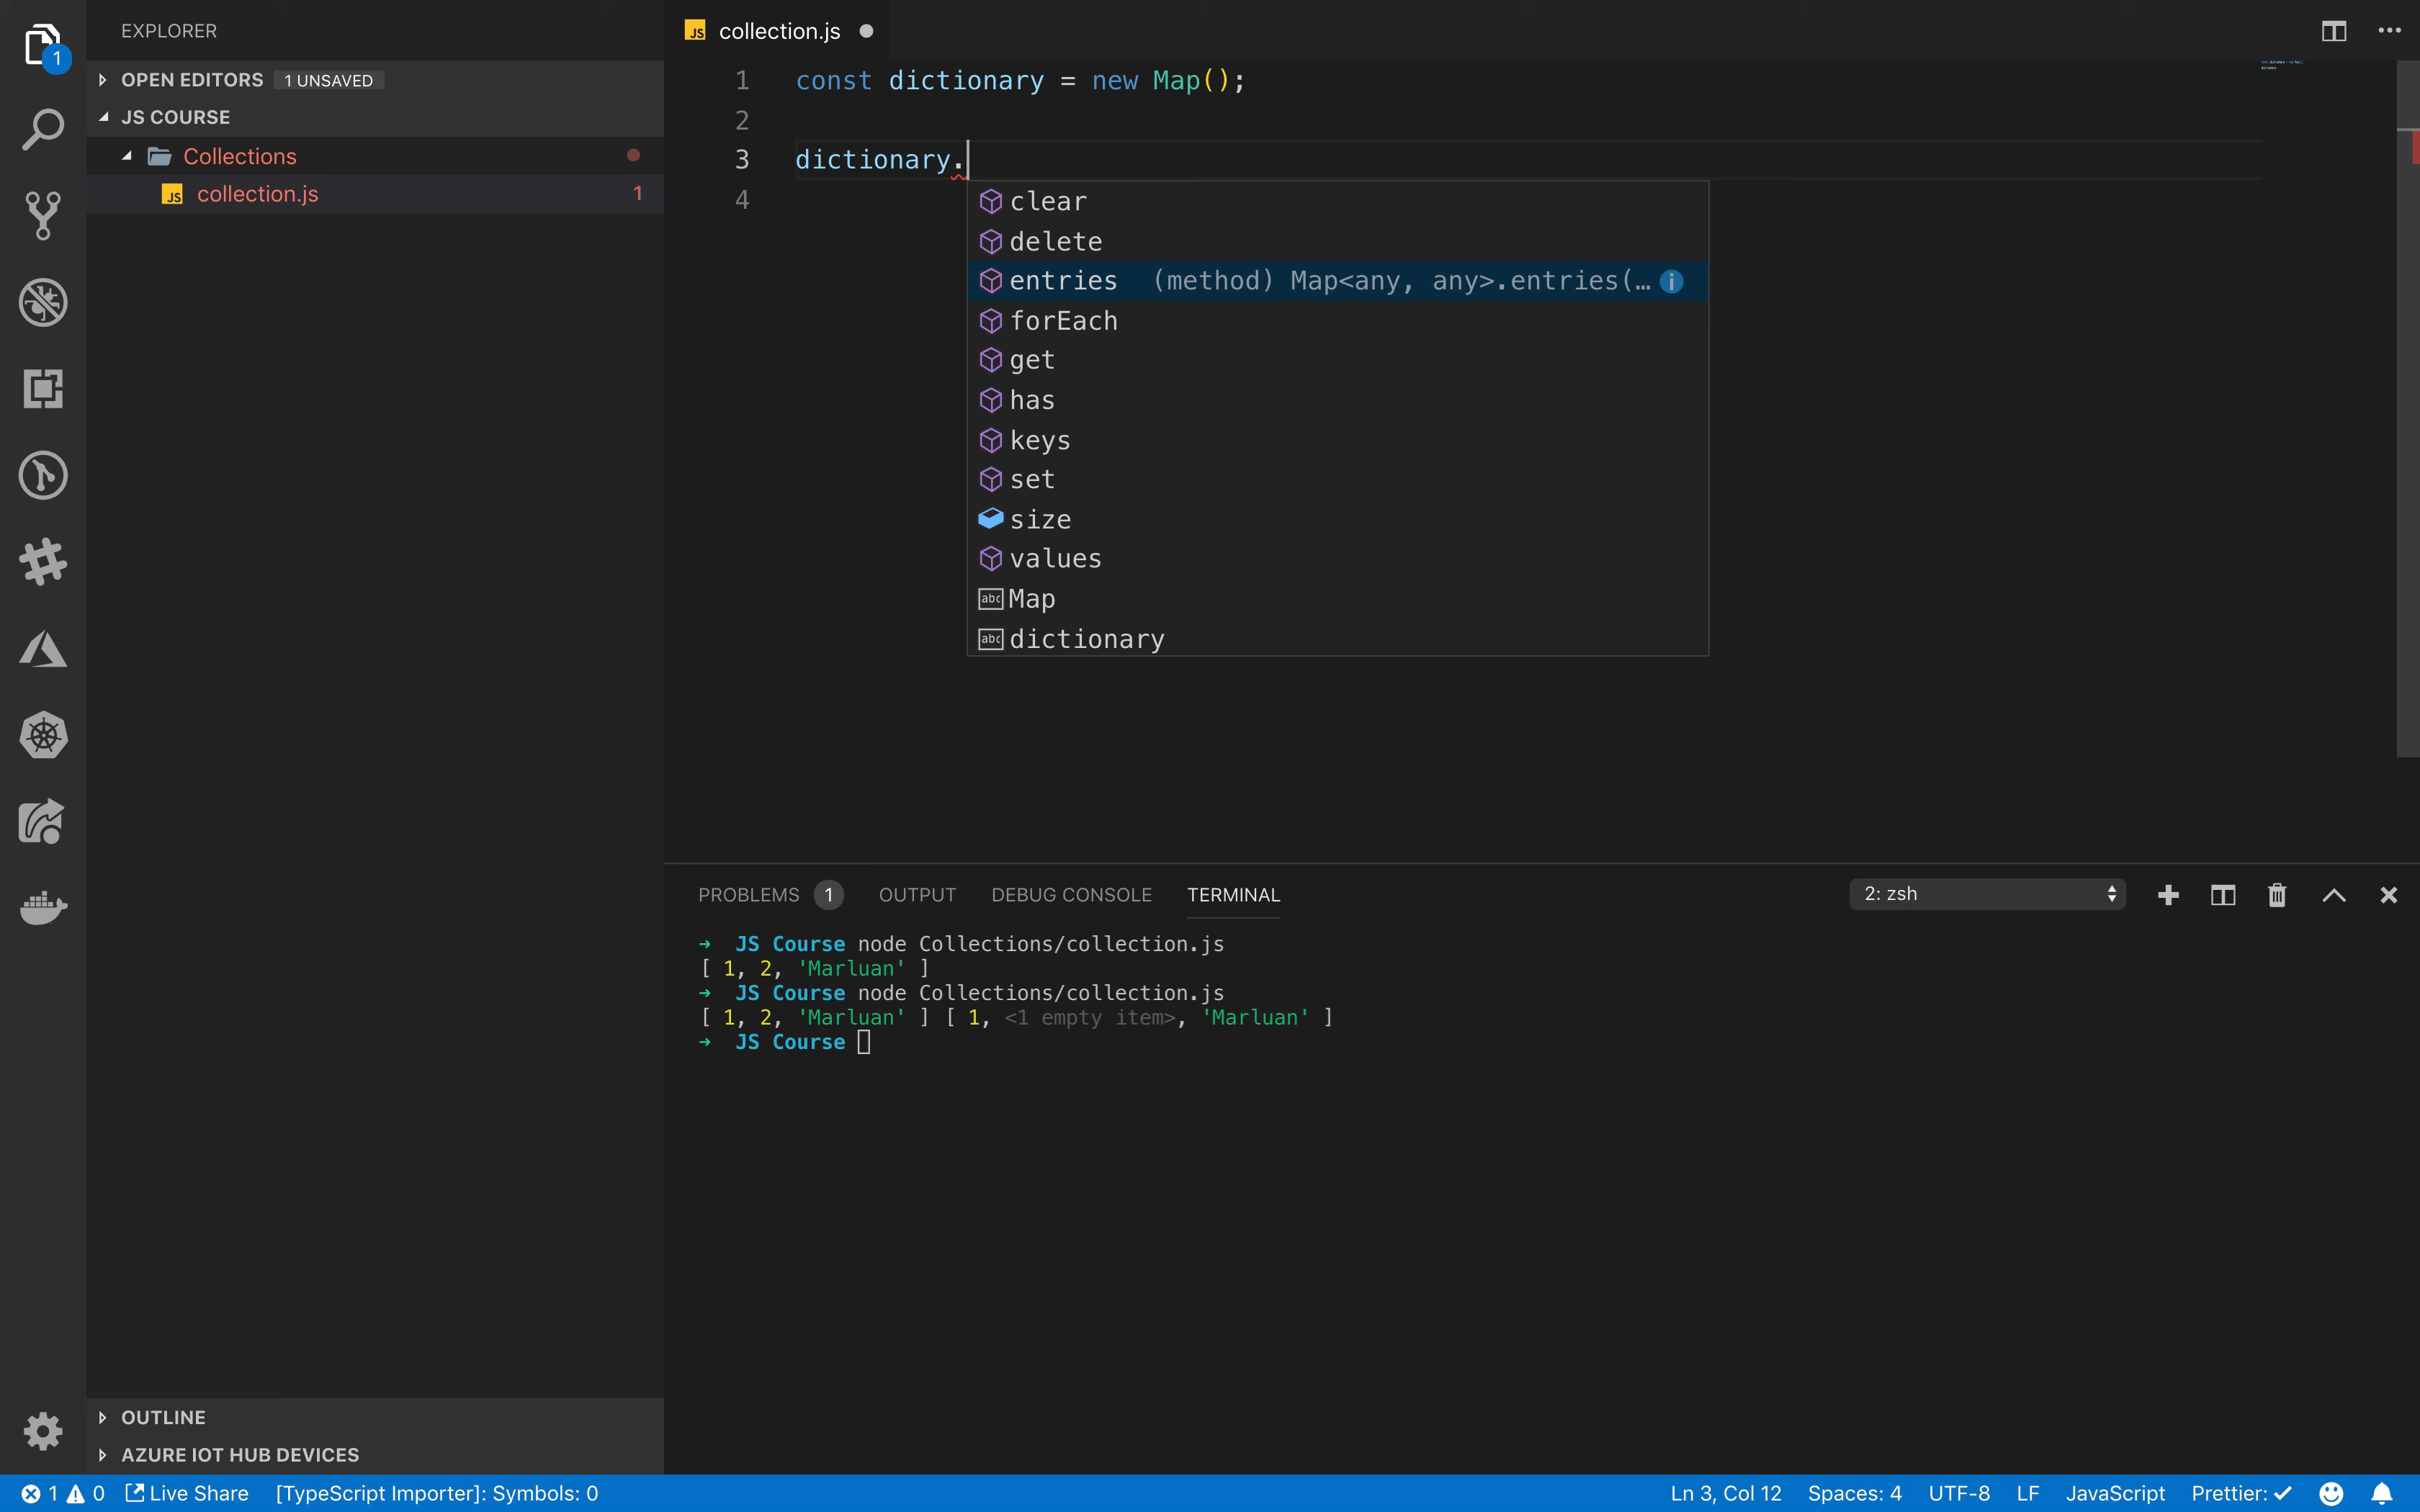 EXPLORER
1
OPEN EDITORS 1 UNSAVED
JS COURSE
Collections
JS collection.js 1
OUTLINE
AZURE IOT HUB DEVICES
JS collection.js
1 const dictionary = new Map();
2
3 dictionary.
4
clear
delete
entries (method) Map<any, any>.entries(…
forEach
get
has
keys
set
size
values
abc Map
abc dictionary
PROBLEMS 1 OUTPUT DEBUG CONSOLE TERMINAL 2: zsh
➜ JS Course node Collections/collection.js
[ 1, 2, 'Marluan' ]
➜ JS Course node Collections/collection.js
[ 1, 2, 'Marluan' ] [ 1, <1 empty item>, 'Marluan' ]
➜ JS Course
1 0 Live Share [TypeScript Importer]: Symbols: 0 Ln 3, Col 12 Spaces: 4 UTF-8 LF JavaScript Prettier: ✓